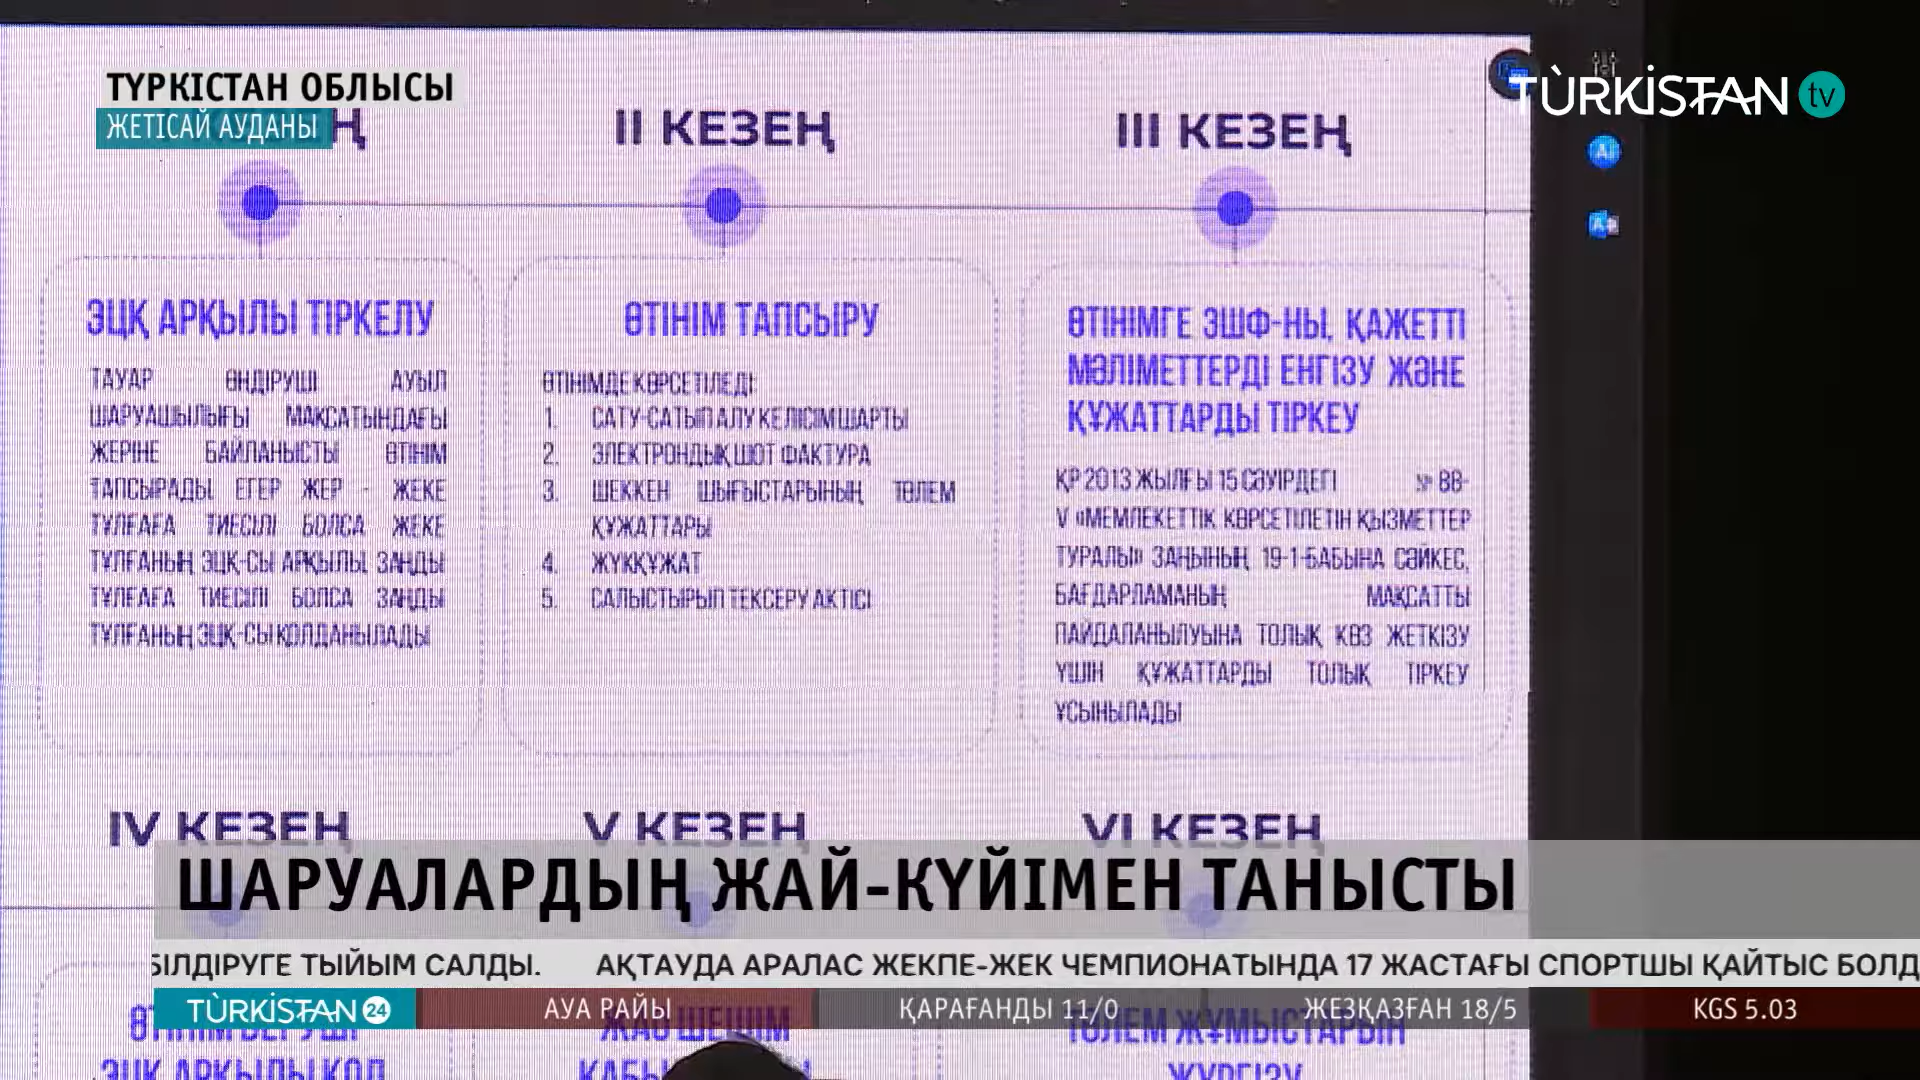 ТҮРКІСТАН ОБЛЫСЫ
ЖЕТІСАЙ АУДАНЫ
TÙRKİSTAN tv
II КЕЗЕҢ
III КЕЗЕҢ
ЭЦҚ АРҚЫЛЫ ТІРКЕЛУ
ТАУАР ӨНДІРУШІ АУЫЛ
ШАРУАШЫЛЫҒЫ МАҚСАТЫНДАҒЫ
ЖЕРІНЕ БАЙЛАНЫСТЫ ӨТІНІМ
ТАПСЫРАДЫ, ЕГЕР ЖЕР - ЖЕКЕ
ТҰЛҒАҒА ТИЕСІЛІ БОЛСА ЖЕКЕ
ТҰЛҒАНЫҢ ЭЦҚ-СЫ АРҚЫЛЫ, ЗАҢДЫ
ТҰЛҒАҒА ТИЕСІЛІ БОЛСА ЗАҢДЫ
ТҰЛҒАНЫҢ ЭЦҚ-СЫ ҚОЛДАНЫЛАДЫ
ӨТІНІМ ТАПСЫРУ
ӨТІНІМДЕ КӨРСЕТІЛЕДІ:
1. САТУ-САТЫП АЛУ КЕЛІСІМШАРТЫ
2. ЭЛЕКТРОНДЫҚ ШОТ ФАКТУРА
3. ШЕККЕН ШЫҒЫСТАРЫНЫҢ ТӨЛЕМ
ҚҰЖАТТАРЫ
4. ЖҮКҚҰЖАТ
5. САЛЫСТЫРЫП ТЕКСЕРУ АКТІСІ
ӨТІНІМГЕ ЭШФ-НЫ, ҚАЖЕТТІ
МӘЛІМЕТТЕРДІ ЕНГІЗУ ЖӘНЕ
ҚҰЖАТТАРДЫ ТІРКЕУ
ҚР 2013 ЖЫЛҒЫ 15 СӘУІРДЕГІ № 88-
V «МЕМЛЕКЕТТІК КӨРСЕТІЛЕТІН ҚЫЗМЕТТЕР
ТУРАЛЫ» ЗАҢЫНЫҢ 19-1-БАБЫНА СӘЙКЕС,
БАҒДАРЛАМАНЫҢ МАҚСАТТЫ
ПАЙДАЛАНЫЛУЫНА ТОЛЫҚ КӨЗ ЖЕТКІЗУ
ҮШІН ҚҰЖАТТАРДЫ ТОЛЫҚ ТІРКЕУ
ҰСЫНЫЛАДЫ
IV КЕЗЕҢ
V КЕЗЕҢ
VI КЕЗЕҢ
ШАРУАЛАРДЫҢ ЖАЙ-КҮЙІМЕН ТАНЫСТЫ
БІЛДІРУГЕ ТЫЙЫМ САЛДЫ. АҚТАУДА АРАЛАС ЖЕКПЕ-ЖЕК ЧЕМПИОНАТЫНДА 17 ЖАСТАҒЫ СПОРТШЫ ҚАЙТЫС БОЛД
TÙRKİSTAN 24 АУА РАЙЫ ҚАРАҒАНДЫ 11/0 ЖЕЗҚАЗҒАН 18/5 KGS 5.03